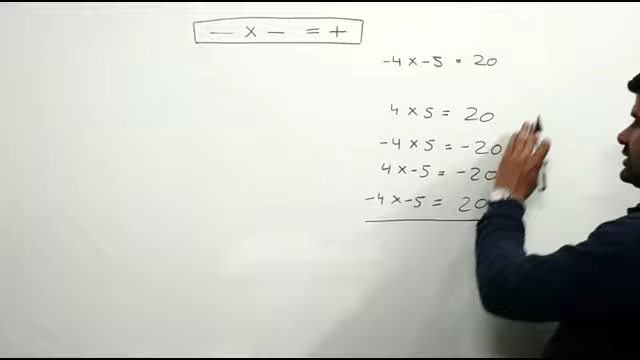 — x — = +
-4 x -5 = 20
4 x 5 = 20
-4 x 5 = -20
4 x -5 = -20
-4 x -5 = 20